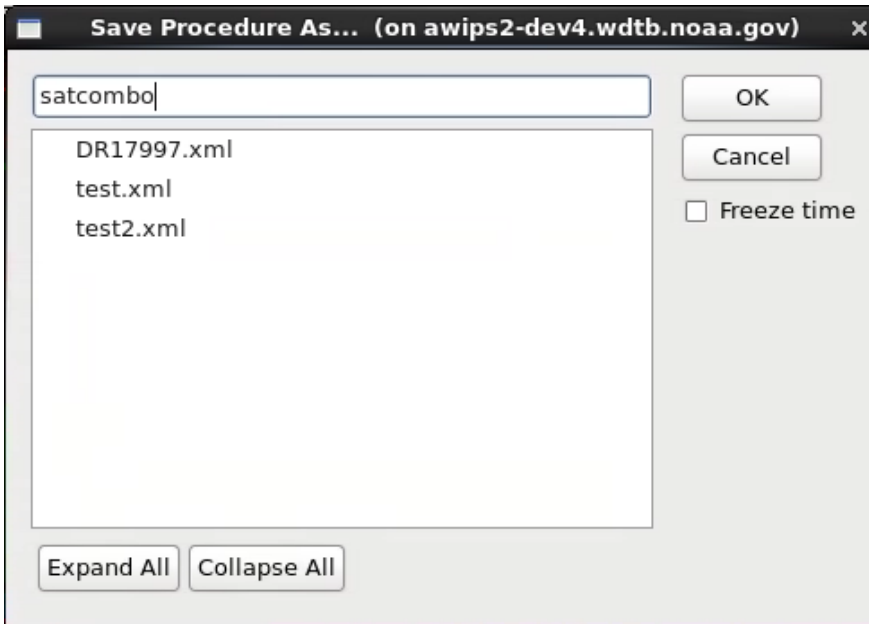 Save Procedure As... (on awips2-dev4.wdtb.noaa.gov)
satcombo
OK
DR17997.xml
Cancel
test.xml
Freeze time
test2.xml
Expand All
Collapse All